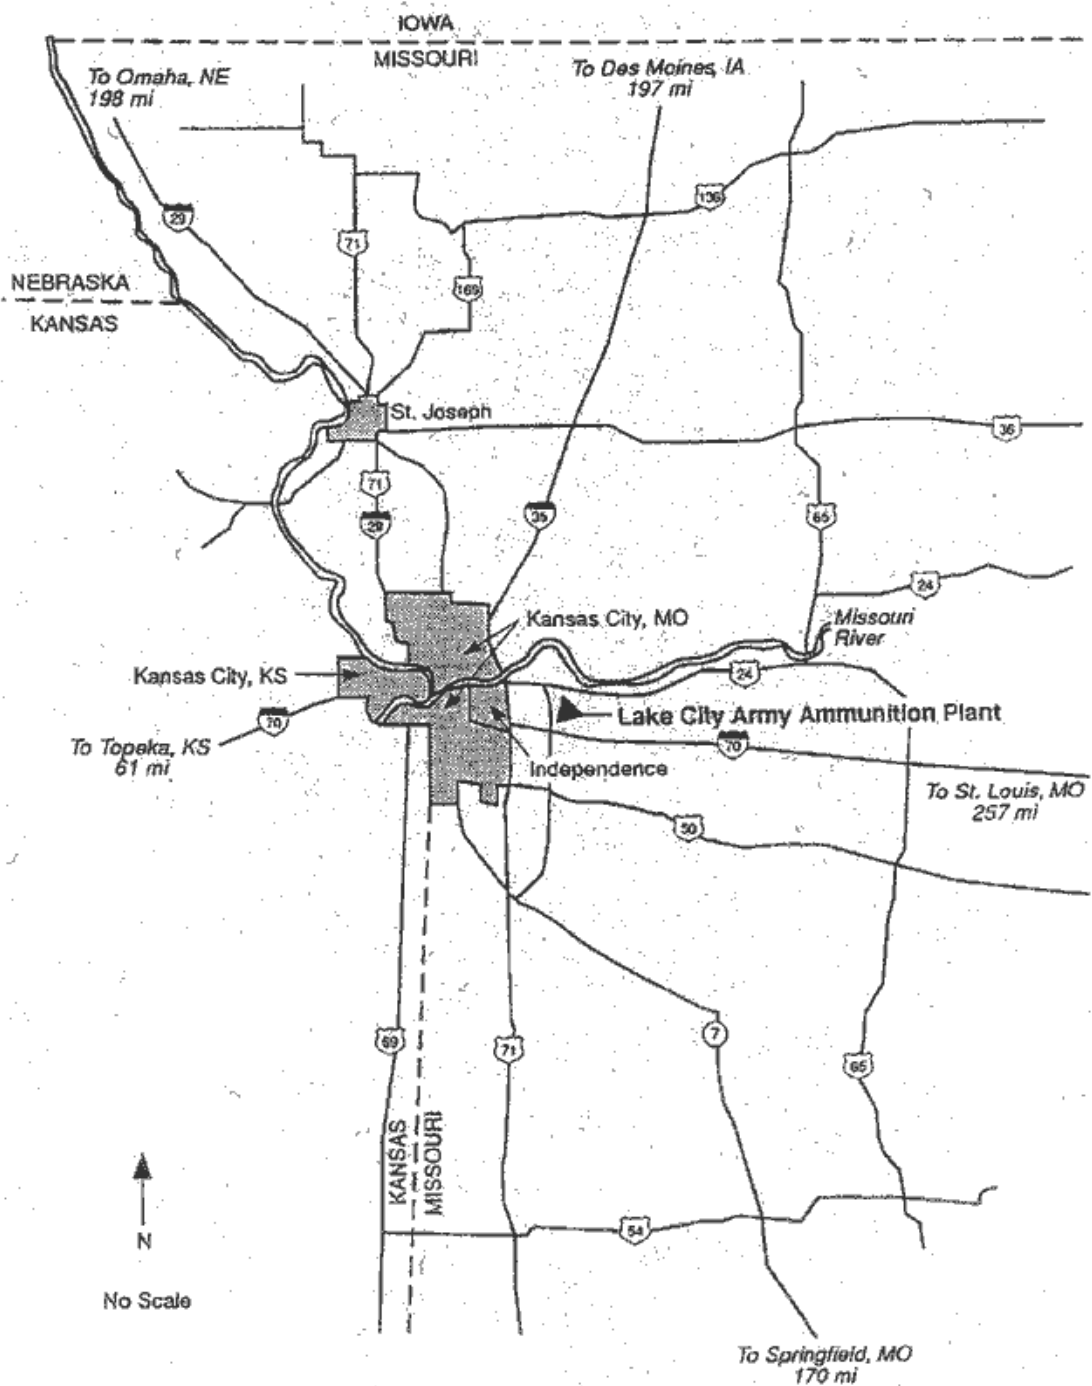 IOWA
MISSOURI
To Omaha, NE
198 mi
To Des Moines, IA
197 mi
29
71
136
169
NEBRASKA
KANSAS
St. Joseph
36
71
29
35
65
24
Kansas City, MO
Missouri
River
Kansas City, KS
24
70
Lake City Army Ammunition Plant
To Topeka, KS
61 mi
70
Independence
To St. Louis, MO
257 mi
50
69
71
7
65
KANSAS
MISSOURI
54
N
No Scale
To Springfield, MO
170 mi